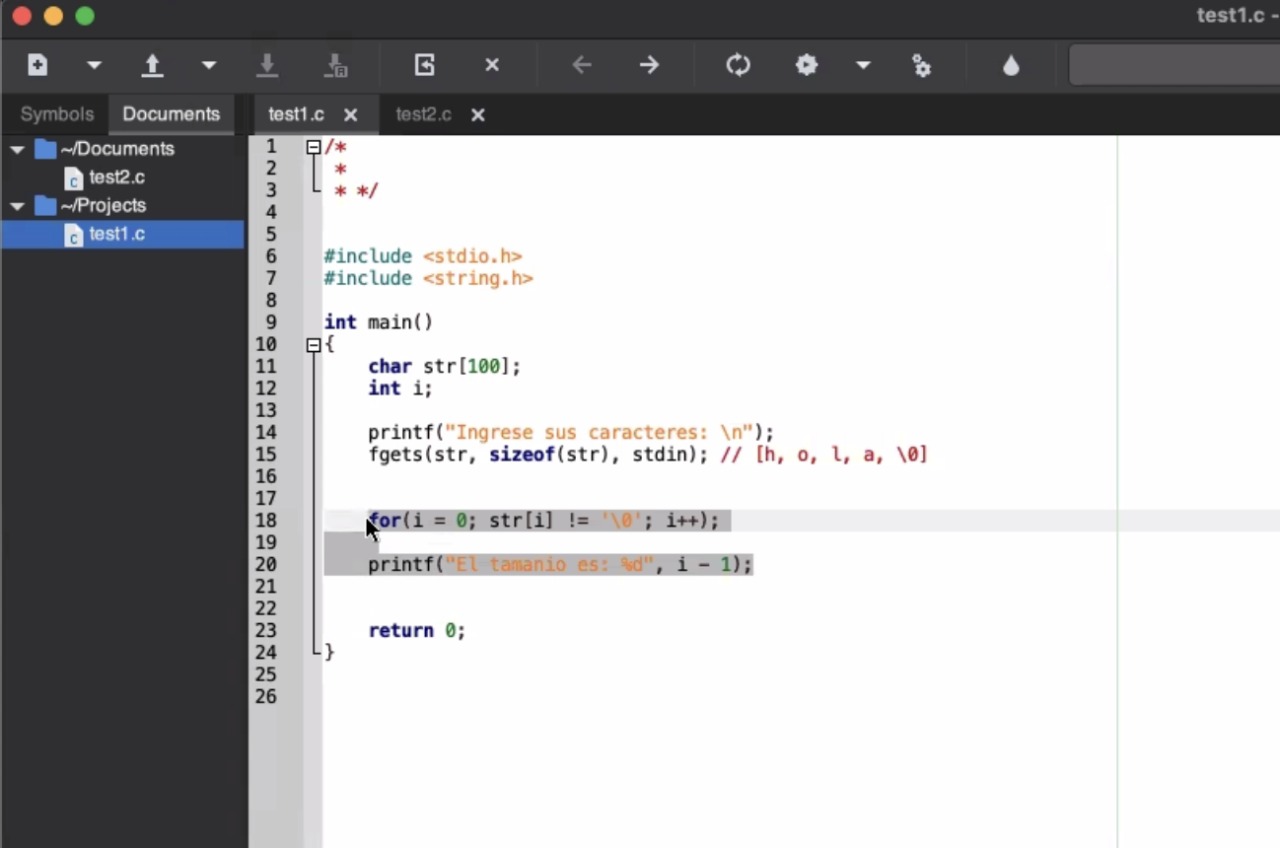 test1.c -
Symbols Documents test1.c test2.c
~/Documents
test2.c
~/Projects
test1.c
1 /*
2 *
3 * */
4
5
6 #include <stdio.h>
7 #include <string.h>
8
9 int main()
10 {
11 char str[100];
12 int i;
13
14 printf("Ingrese sus caracteres: \n");
15 fgets(str, sizeof(str), stdin); // [h, o, l, a, \0]
16
17
18 for(i = 0; str[i] != '\0'; i++);
19
20 printf("El tamanio es: %d", i - 1);
21
22
23 return 0;
24 }
25
26